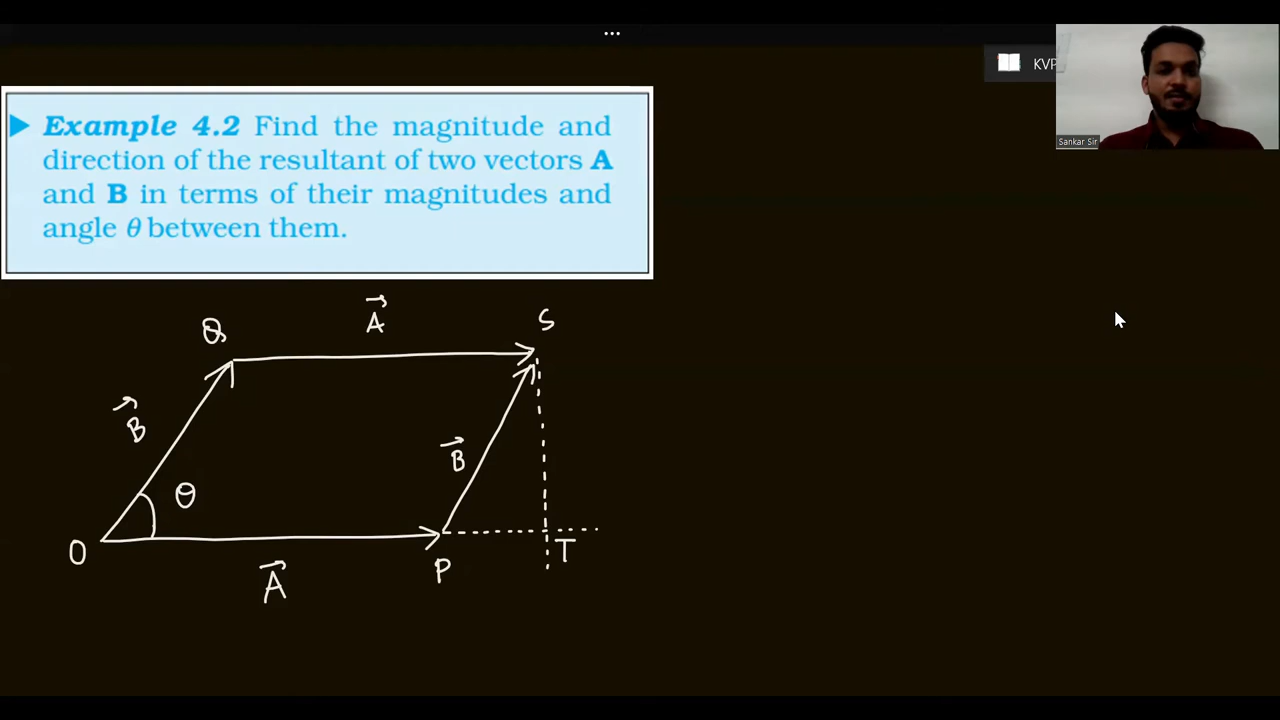 ...
KVP
Sankar Sir
Example 4.2 Find the magnitude and
direction of the resultant of two vectors A
and B in terms of their magnitudes and
angle θ between them.
Q
A
S
B
B
θ
O
P
T
A